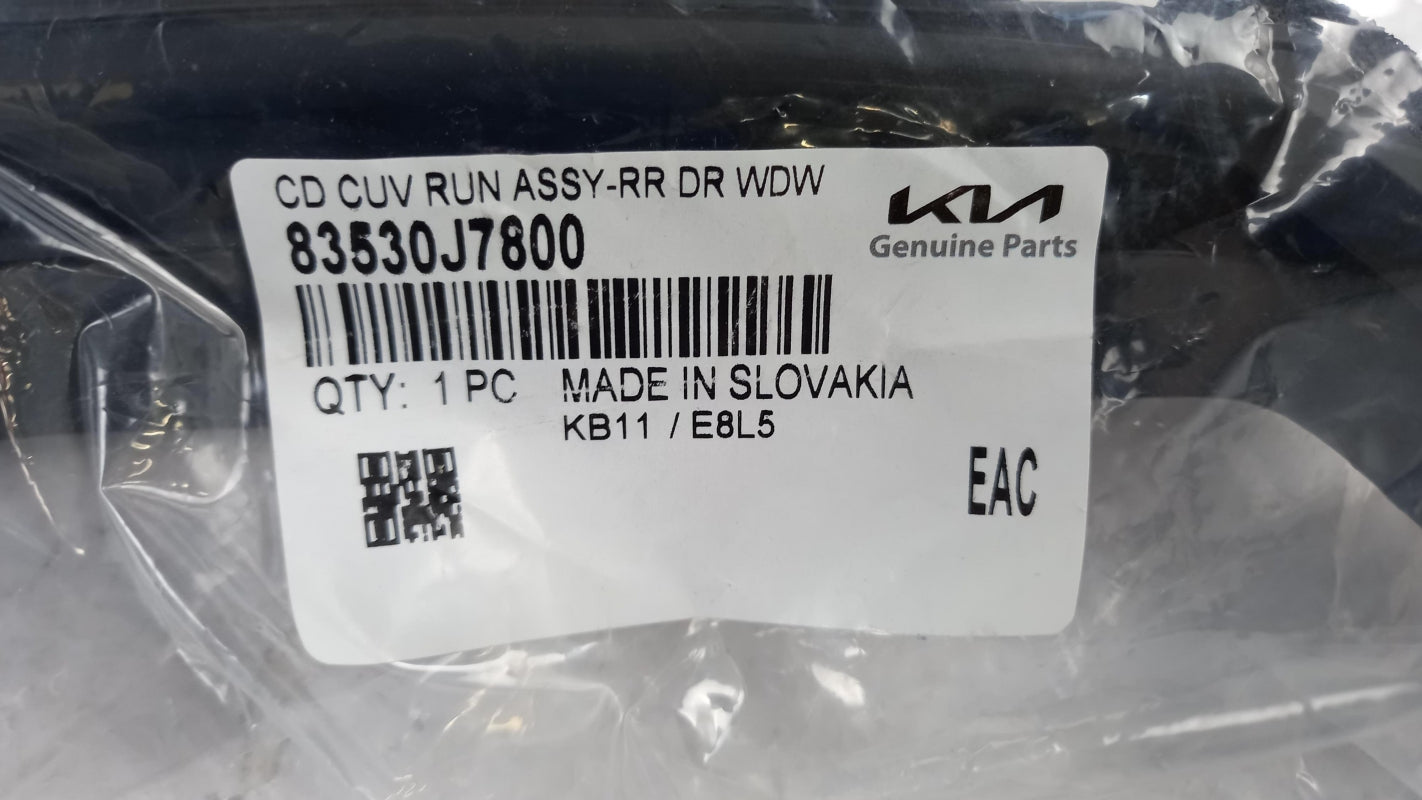 CD CUV RUN ASSY-RR DR WDW
83530J7800
KIA
Genuine Parts
QTY: 1 PC MADE IN SLOVAKIA
KB11 / E8L5
EAC